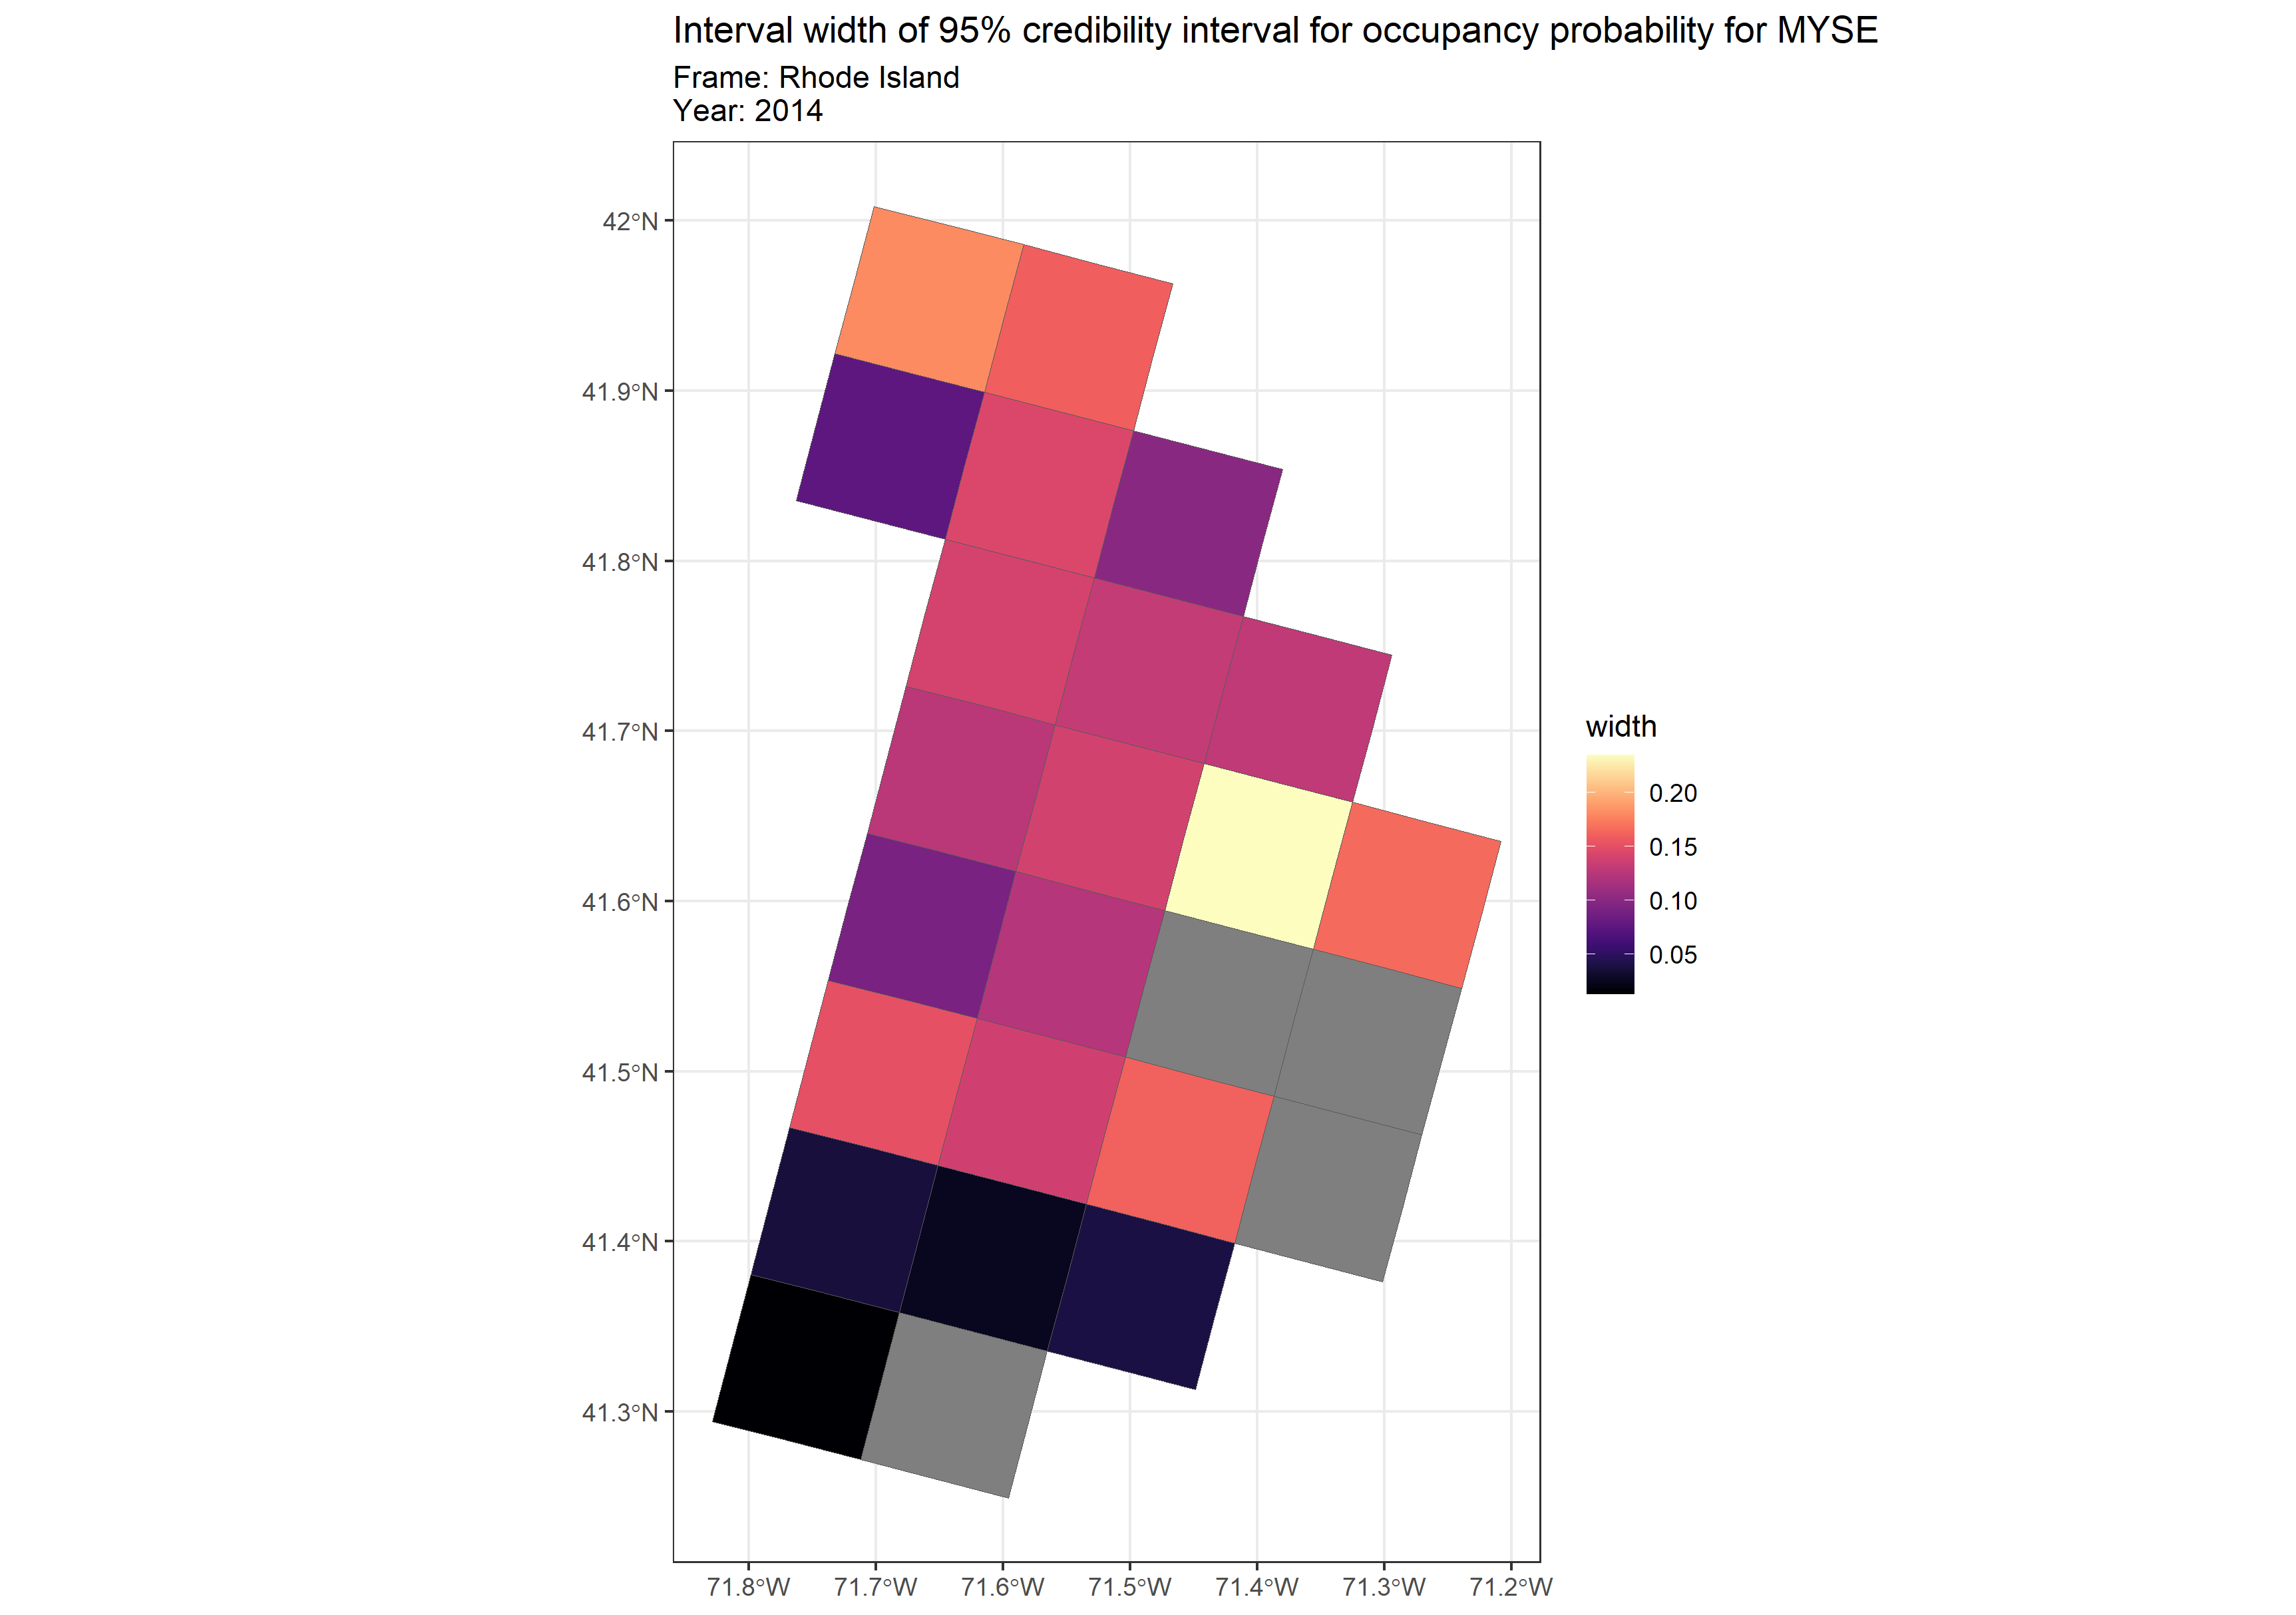 Interval width of 95% credibility interval for occupancy probability for MYSE
Frame: Rhode Island
Year: 2014
42°N
41.9°N
41.8°N
41.7°N
41.6°N
41.5°N
41.4°N
41.3°N
71.8°W 71.7°W 71.6°W 71.5°W 71.4°W 71.3°W 71.2°W
width
0.20
0.15
0.10
0.05